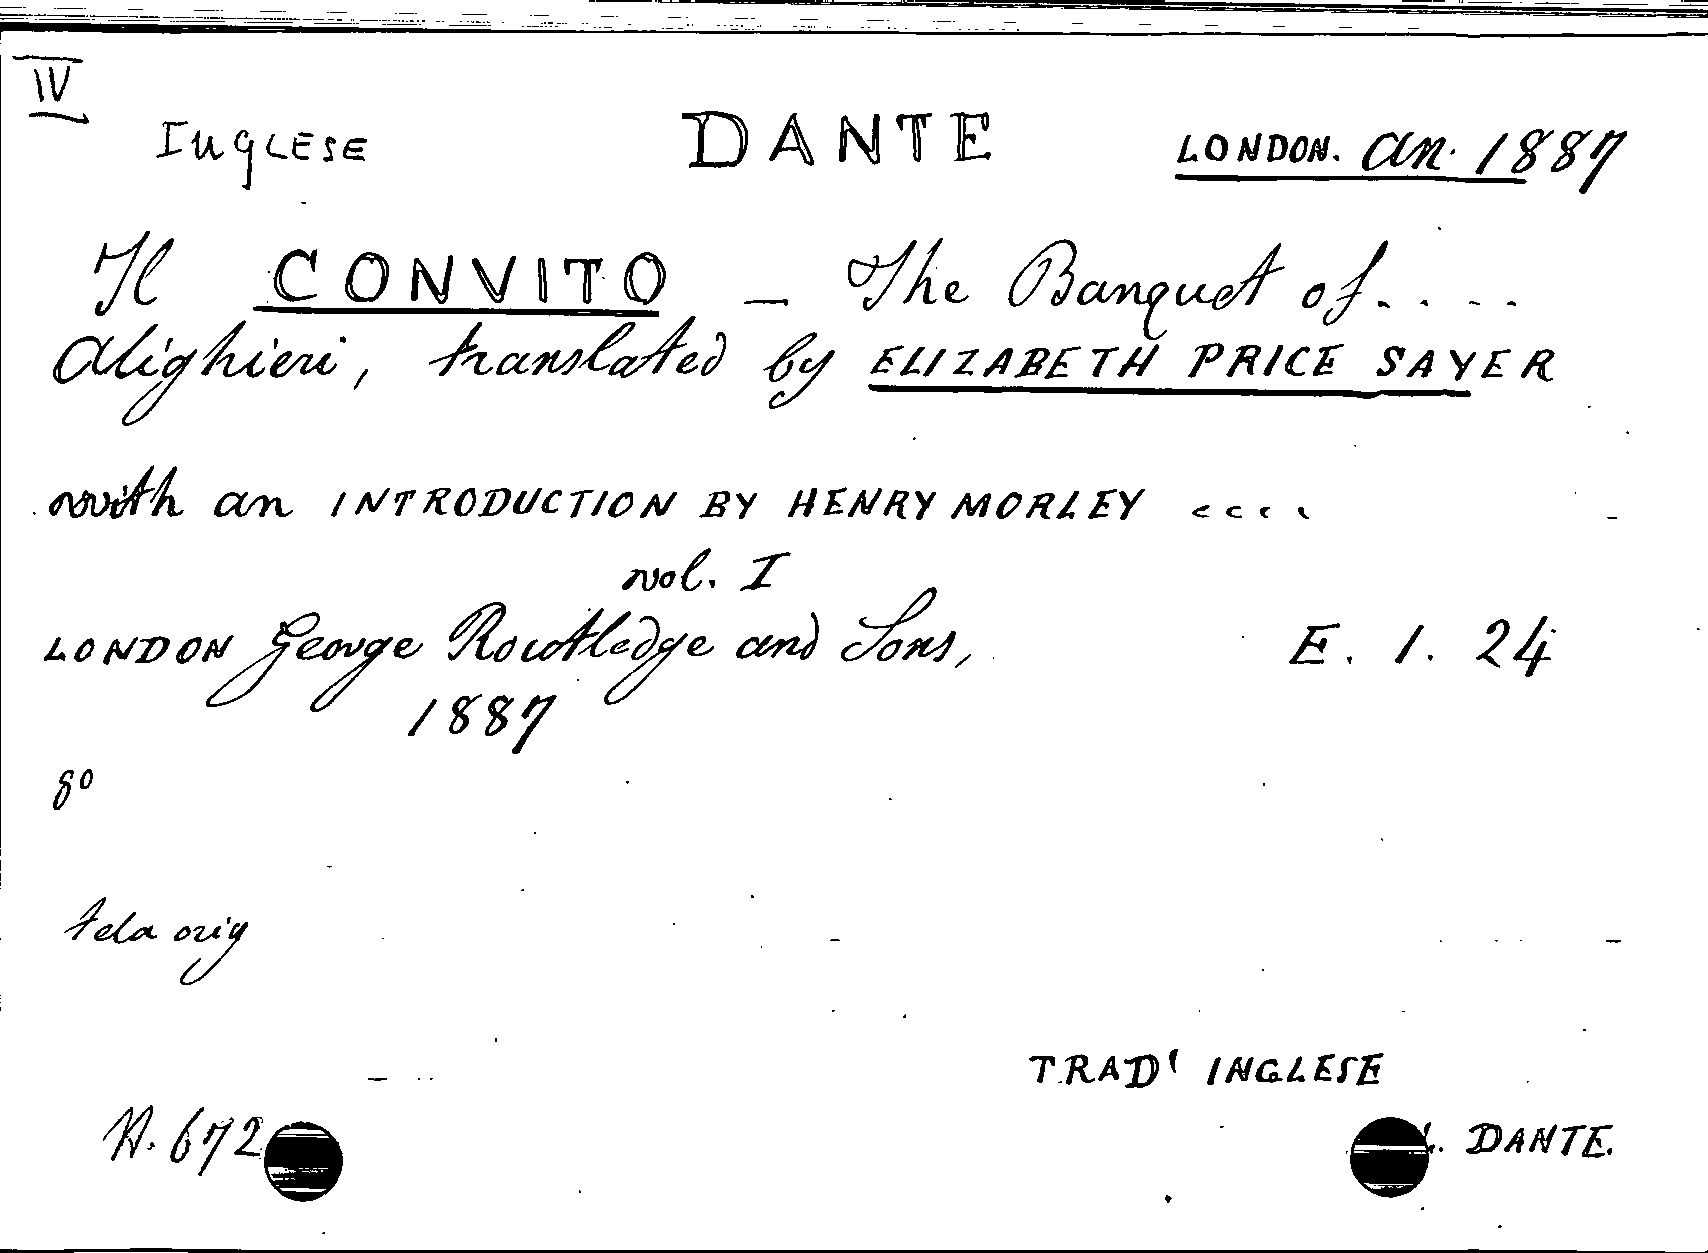 IV
INGLESE DANTE LONDON. an. 1887
Il CONVITO – The Banquet of....
Alighieri, translated by ELIZABETH PRICE SAYER
with an INTRODUCTION BY HENRY MORLEY ....
vol. I
LONDON George Routledge and Sons, E. 1. 24
1887
8º
tela orig
TRAD' INGLESE
A. 672 DANTE.